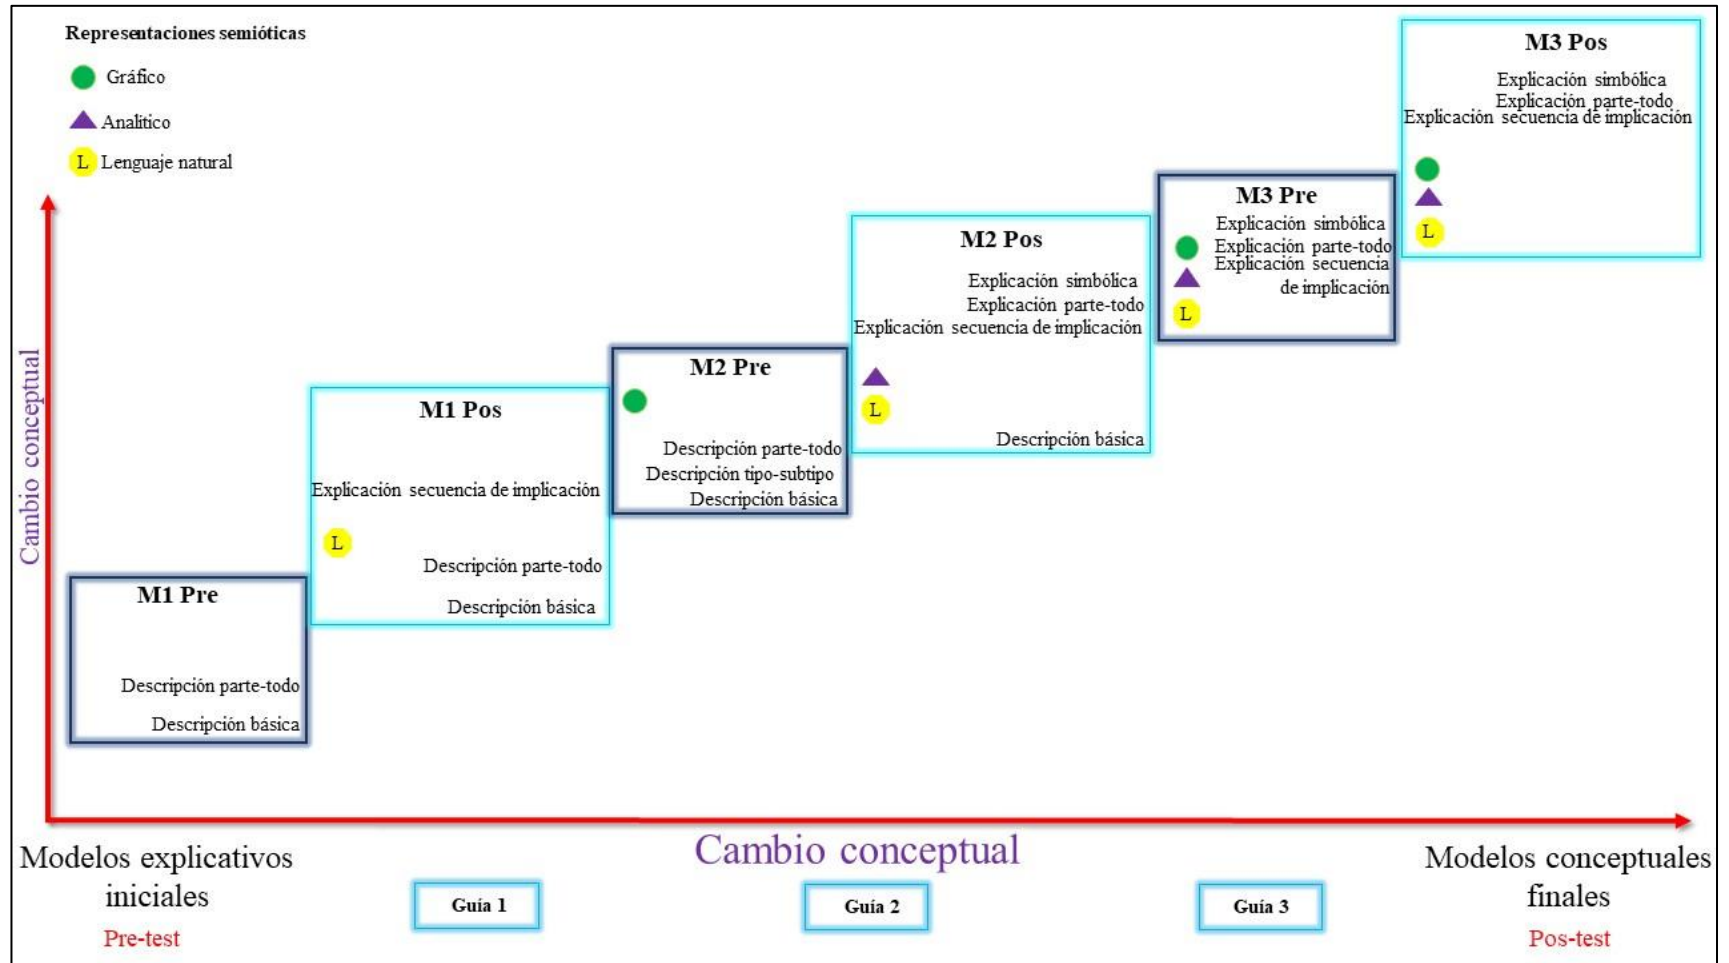 Representaciones semióticas
Gráfico
Analitico
L Lenguaje natural
Cambio conceptual
M1 Pre
Descripción parte-todo
Descripción básica
M1 Pos
Explicación secuencia de implicación
L
Descripción parte-todo
Descripción básica
M2 Pre
Descripción parte-todo
Descripción tipo-subtipo
Descripción básica
M2 Pos
Explicación simbólica
Explicación parte-todo
Explicación secuencia de implicación
L
Descripción básica
M3 Pre
Explicación simbólica
Explicación parte-todo
Explicación secuencia
de implicación
L
M3 Pos
Explicación simbólica
Explicación parte-todo
Explicación secuencia de implicación
L
Modelos explicativos
iniciales
Pre-test
Cambio conceptual
Guía 1
Guía 2
Guía 3
Modelos conceptuales
finales
Pos-test